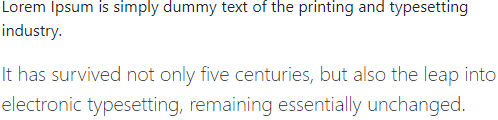 Lorem Ipsum is simply dummy text of the printing and typesetting
industry.
It has survived not only five centuries, but also the leap into
electronic typesetting, remaining essentially unchanged.